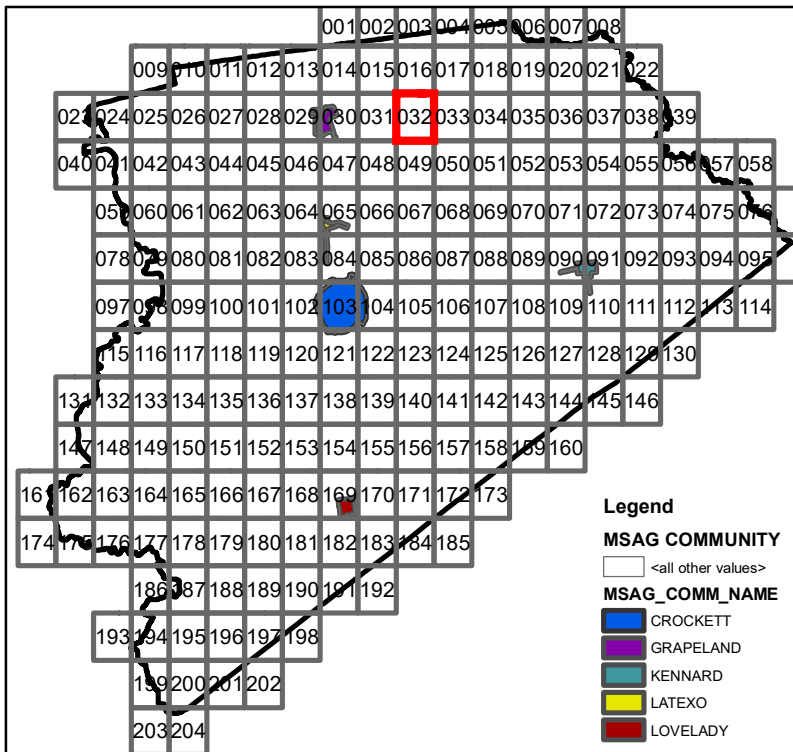 001 002 003 004 005 006 007 008
009 010 011 012 013 014 015 016 017 018 019 020 021 022
023 024 025 026 027 028 029 030 031 032 033 034 035 036 037 038 039
040 041 042 043 044 045 046 047 048 049 050 051 052 053 054 055 056 057 058
059 060 061 062 063 064 065 066 067 068 069 070 071 072 073 074 075 076
078 079 080 081 082 083 084 085 086 087 088 089 090 091 092 093 094 095
097 098 099 100 101 102 103 104 105 106 107 108 109 110 111 112 113 114
115 116 117 118 119 120 121 122 123 124 125 126 127 128 129 130
131 132 133 134 135 136 137 138 139 140 141 142 143 144 145 146
147 148 149 150 151 152 153 154 155 156 157 158 159 160
161 162 163 164 165 166 167 168 169 170 171 172 173
174 175 176 177 178 179 180 181 182 183 184 185
186 187 188 189 190 191 192
193 194 195 196 197 198
199 200 201 202
203 204
Legend
MSAG COMMUNITY
<all other values>
MSAG_COMM_NAME
CROCKETT
GRAPELAND
KENNARD
LATEXO
LOVELADY